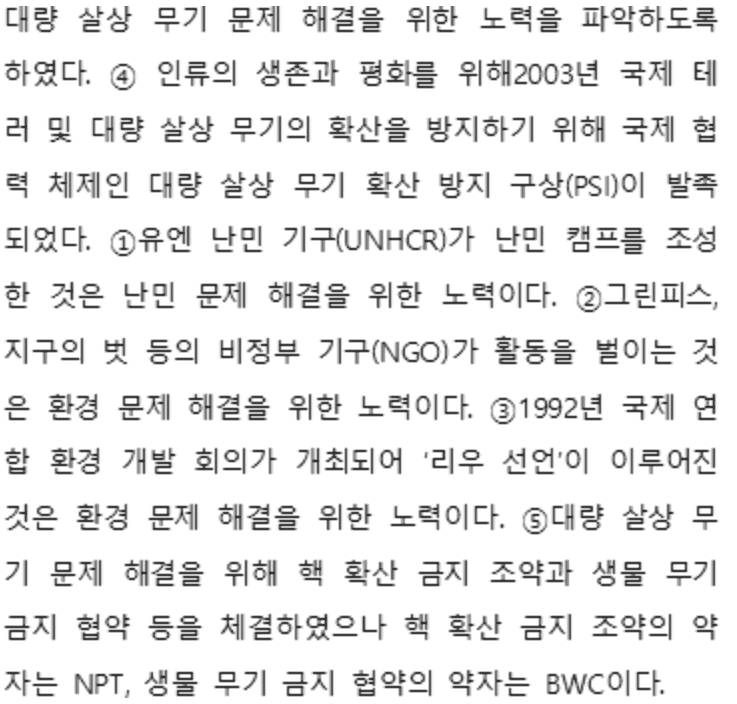 대량 살상 무기 문제 해결을 위한 노력을 파악하도록
하였다. ④ 인류의 생존과 평화를 위해2003년 국제 테
러 및 대량 살상 무기의 확산을 방지하기 위해 국제 협
력 체제인 대량 살상 무기 확산 방지 구상(PSI)이 발족
되었다. ①유엔 난민 기구(UNHCR)가 난민 캠프를 조성
한 것은 난민 문제 해결을 위한 노력이다. ②그린피스,
지구의 벗 등의 비정부 기구(NGO)가 활동을 벌이는 것
은 환경 문제 해결을 위한 노력이다. ③1992년 국제 연
합 환경 개발 회의가 개최되어 ‘리우 선언’이 이루어진
것은 환경 문제 해결을 위한 노력이다. ⑤대량 살상 무
기 문제 해결을 위해 핵 확산 금지 조약과 생물 무기
금지 협약 등을 체결하였으나 핵 확산 금지 조약의 약
자는 NPT, 생물 무기 금지 협약의 약자는 BWC이다.